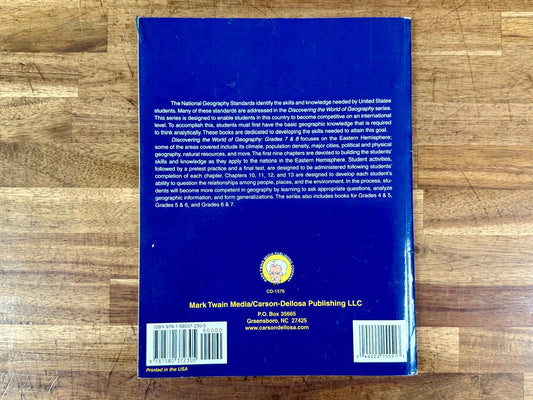 The National Geography Standards identify the skills and knowledge needed by United States
students. Many of these standards are addressed in the Discovering the World of Geography series.
This series is designed to enable students in this country to become competitive on an international
level. To accomplish this, students must first have the basic geographic knowledge that is required
to think analytically. These books are dedicated to developing the skills needed to attain this goal.
Discovering the World of Geography: Grades 7 & 8 focuses on the Eastern Hemisphere;
some of the areas covered include its climate, population density, major cities, political and physical
geography, natural resources, and more. The first nine chapters are devoted to building the students'
skills and knowledge as they apply to the nations in the Eastern Hemisphere. Student activities,
followed by a pretest practice and a final test, are designed to be administered following students'
completion of each chapter. Chapters 10, 11, 12, and 13 are designed to develop each student's
ability to question the relationships among people, places, and the environment. In the process, stu-
dents will become more competent in geography by learning to ask appropriate questions, analyze
geographic information, and form generalizations. The series also includes books for Grades 4 & 5,
Grades 5 & 6, and Grades 6 & 7.
CD-1576
Mark Twain Media/Carson-Dellosa Publishing LLC
P.O. Box 35665
Greensboro, NC 27425
www.carsondellosa.com
ISBN 978-1-58037-230-5
90000
9 781580 372305
Printed in the USA